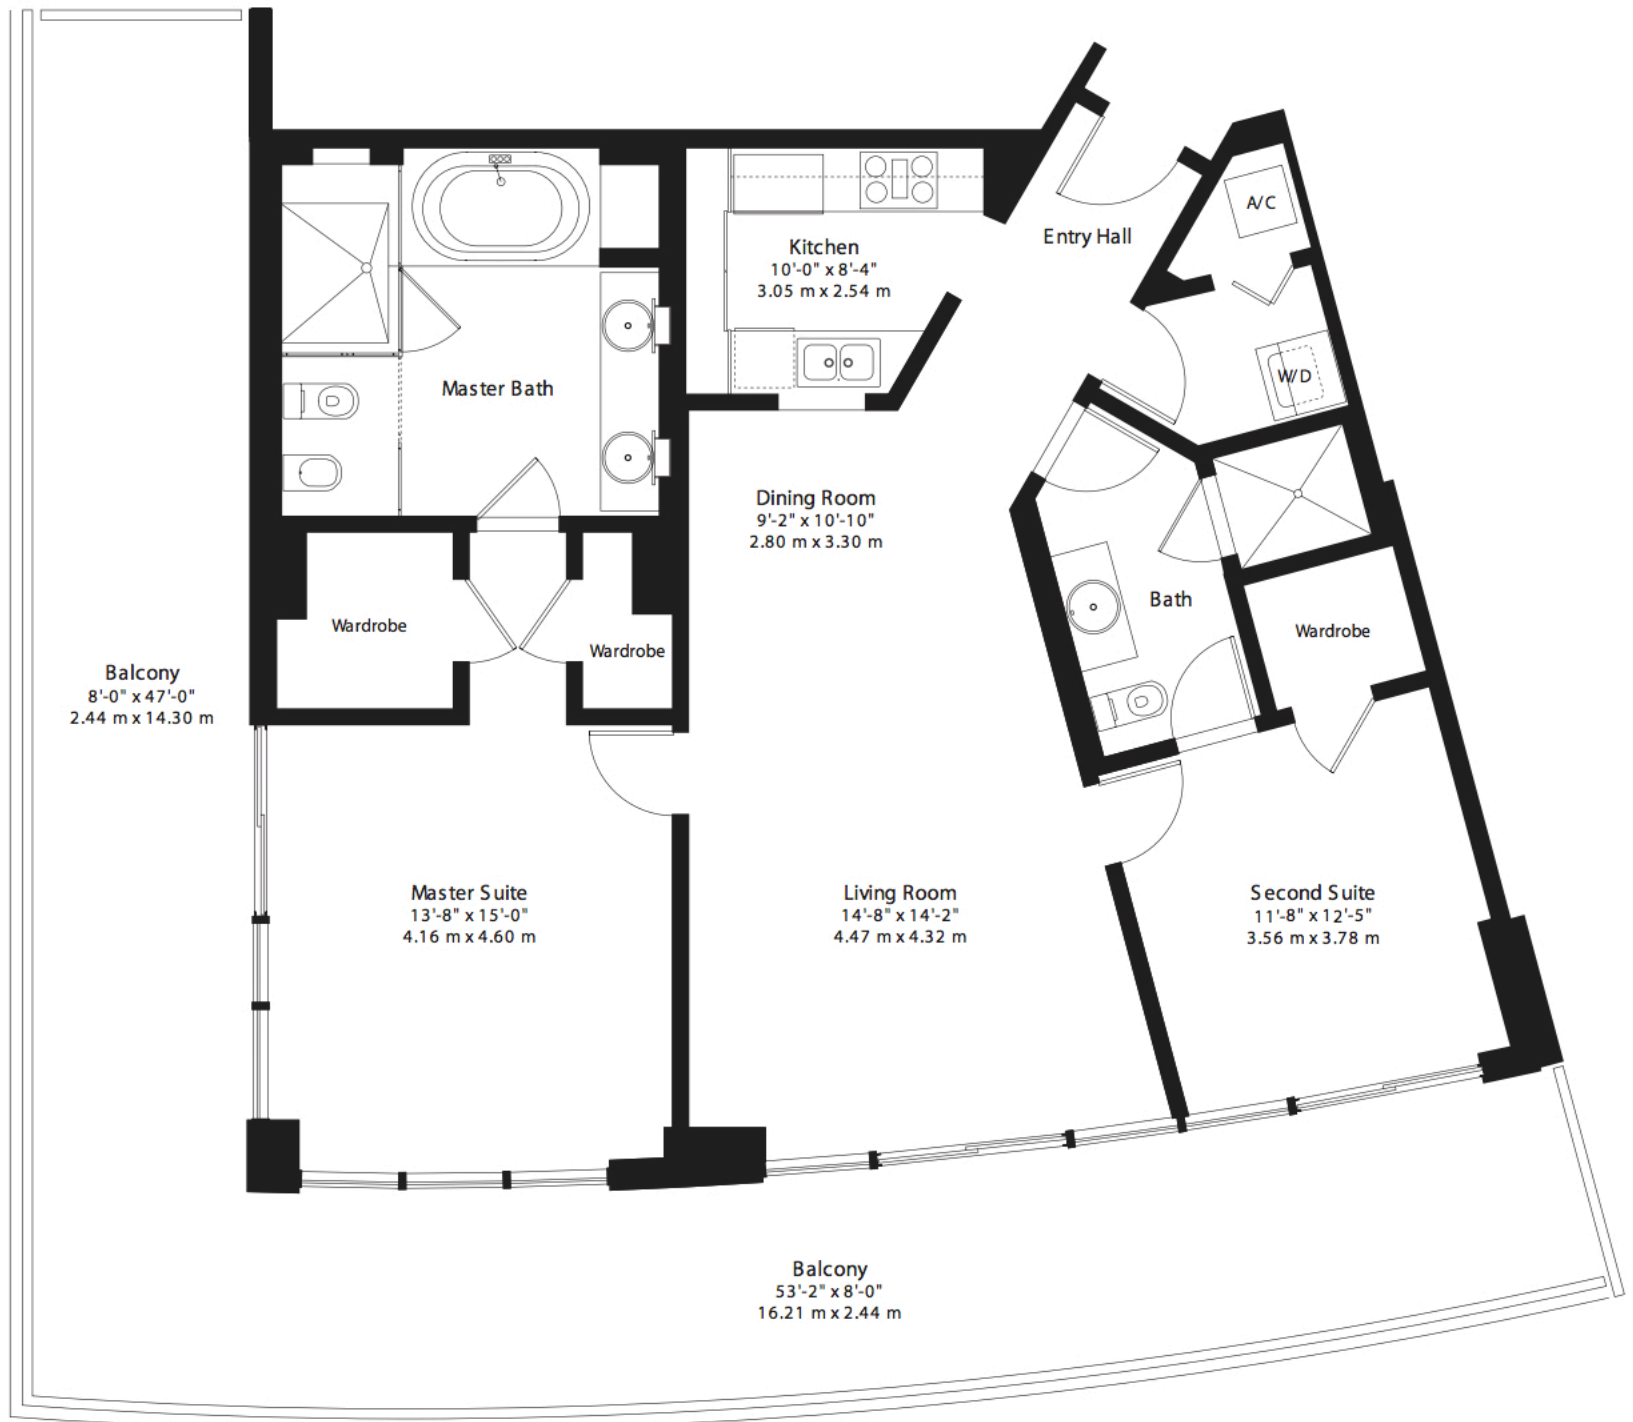 A/C
Entry Hall
Kitchen
10'-0" x 8'-4"
3.05 m x 2.54 m
W/D
Master Bath
Dining Room
9'-2" x 10'-10"
2.80 m x 3.30 m
Bath
Wardrobe
Wardrobe
Wardrobe
Balcony
8'-0" x 47'-0"
2.44 m x 14.30 m
Master Suite
13'-8" x 15'-0"
4.16 m x 4.60 m
Living Room
14'-8" x 14'-2"
4.47 m x 4.32 m
Second Suite
11'-8" x 12'-5"
3.56 m x 3.78 m
Balcony
53'-2" x 8'-0"
16.21 m x 2.44 m